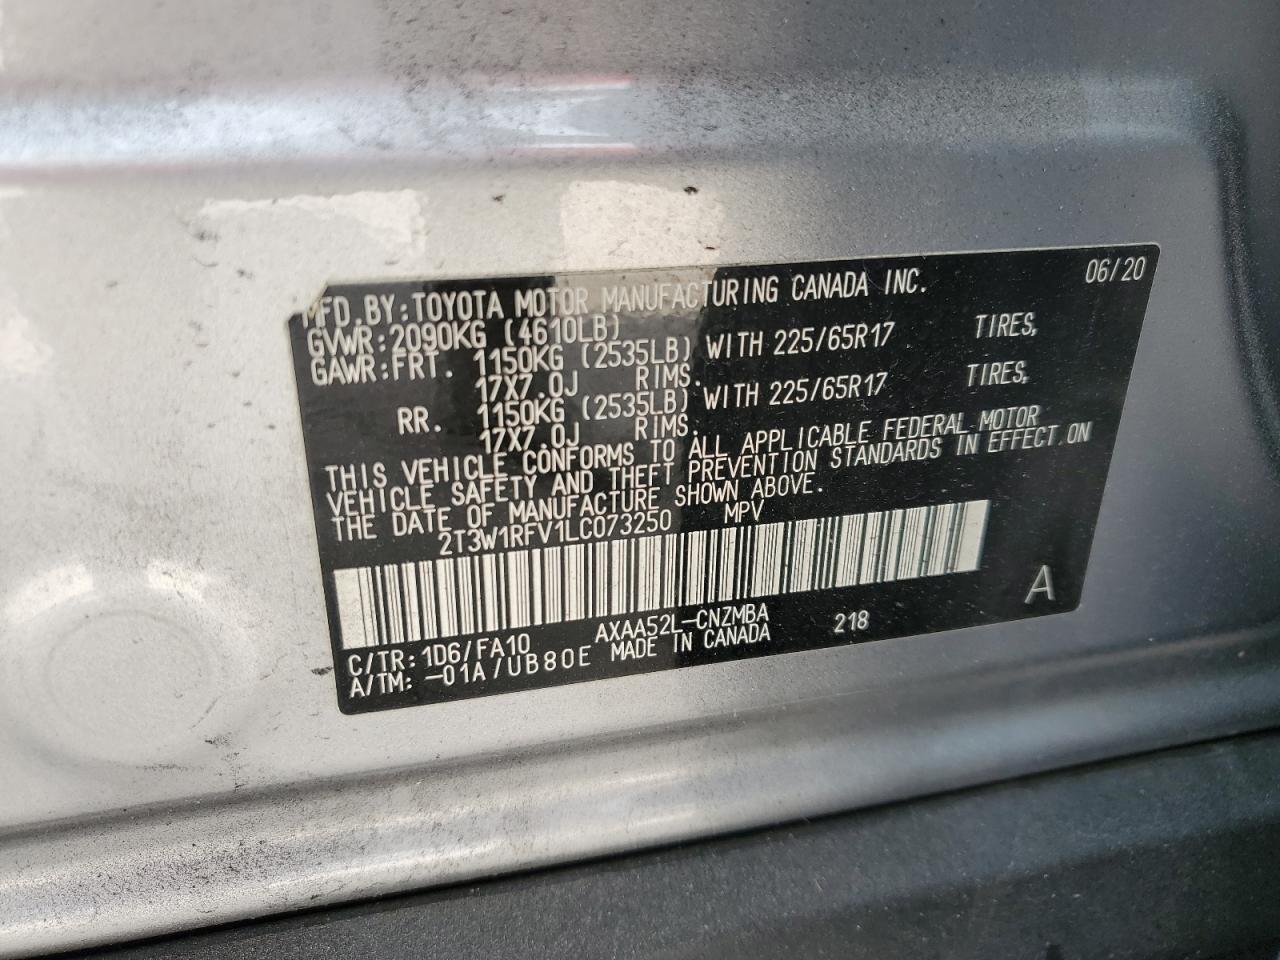 MFD. BY: TOYOTA MOTOR MANUFACTURING CANADA INC. 06/20
GVWR: 2090KG (4610LB)
GAWR: FRT. 1150KG (2535LB) WITH 225/65R17 TIRES,
17X7.0J RIMS.
RR. 1150KG (2535LB) WITH 225/65R17 TIRES,
17X7.0J RIMS.
THIS VEHICLE CONFORMS TO ALL APPLICABLE FEDERAL MOTOR
VEHICLE SAFETY AND THEFT PREVENTION STANDARDS IN EFFECT ON
THE DATE OF MANUFACTURE SHOWN ABOVE.
2T3W1RFV1LC073250 MPV
A
C/TR: 1D6/FA10 AXAA52L-CNZMBA 218
A/TM: -01A/UB80E MADE IN CANADA